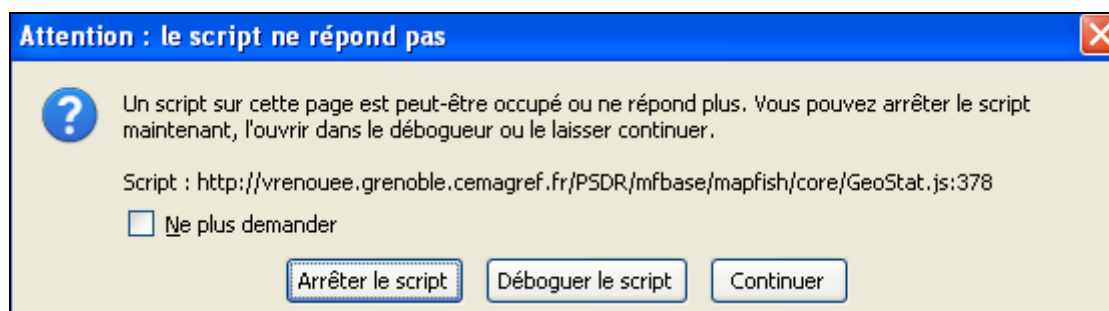 Attention : le script ne répond pas
Un script sur cette page est peut-être occupé ou ne répond plus. Vous pouvez arrêter le script
maintenant, l'ouvrir dans le débogueur ou le laisser continuer.
Script : http://vrenouee.grenoble.cemagref.fr/PSDR/mfbase/mapfish/core/GeoStat.js:378
Ne plus demander
Arrêter le script Déboguer le script Continuer